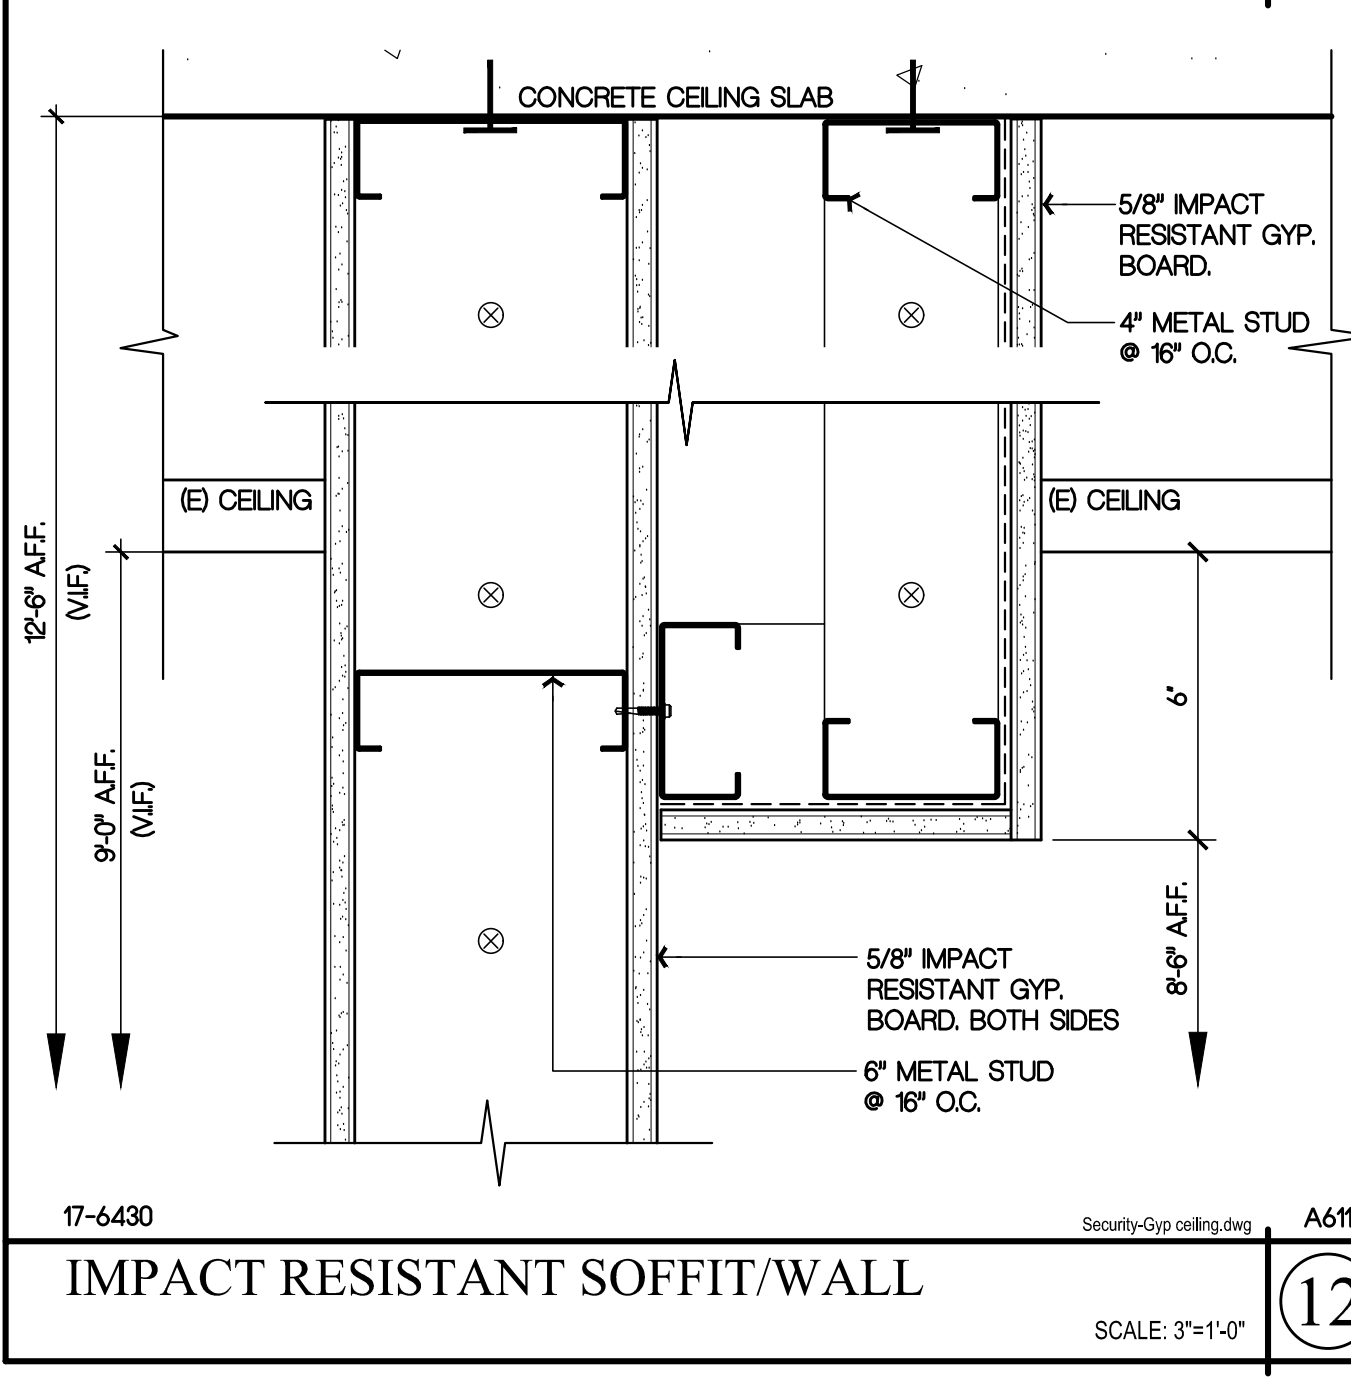 CONCRETE CEILING SLAB
5/8" IMPACT
RESISTANT GYP.
BOARD.
4" METAL STUD
@ 16" O.C.
(E) CEILING
(E) CEILING
12'-6" A.F.F.
(V.I.F.)
9'-0" A.F.F.
(V.I.F.)
6"
8'-6" A.F.F.
5/8" IMPACT
RESISTANT GYP.
BOARD. BOTH SIDES
6" METAL STUD
@ 16" O.C.
17-6430
Security-Gyp ceiling.dwg
A611
IMPACT RESISTANT SOFFIT/WALL
SCALE: 3"=1'-0"
12